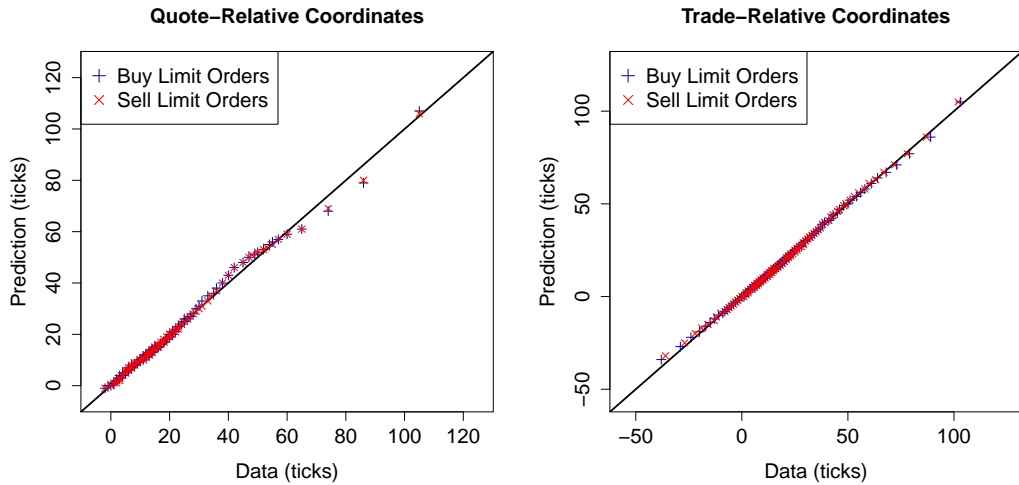 Quote−Relative Coordinates
Buy Limit Orders
Sell Limit Orders
Prediction (ticks)
120
100
80
60
40
20
0
0 20 40 60 80 100 120
Data (ticks)
Trade−Relative Coordinates
Buy Limit Orders
Sell Limit Orders
Prediction (ticks)
100
50
0
−50
−50 0 50 100
Data (ticks)